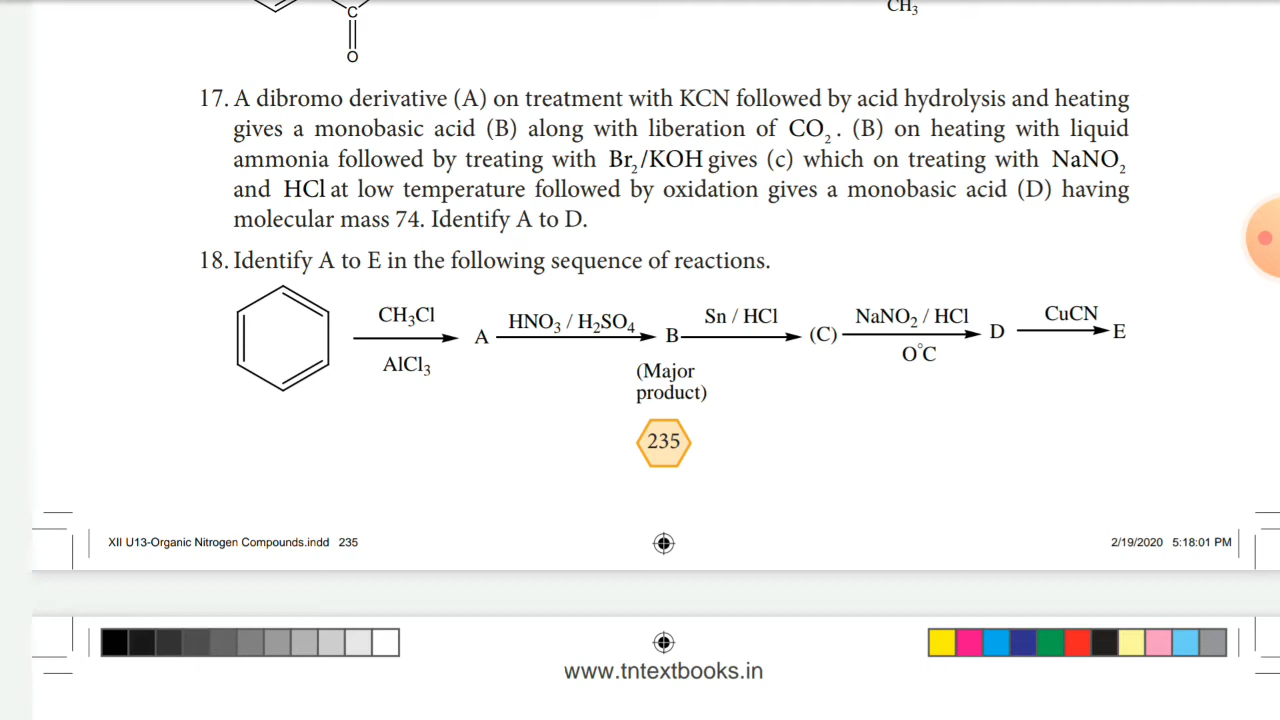 C
O
CH₃
17. A dibromo derivative (A) on treatment with KCN followed by acid hydrolysis and heating
gives a monobasic acid (B) along with liberation of CO₂. (B) on heating with liquid
ammonia followed by treating with Br₂/KOH gives (c) which on treating with NaNO₂
and HCl at low temperature followed by oxidation gives a monobasic acid (D) having
molecular mass 74. Identify A to D.
18. Identify A to E in the following sequence of reactions.
CH₃Cl
AlCl₃
A
HNO₃ / H₂SO₄
B
(Major
product)
Sn / HCl
(C)
NaNO₂ / HCl
O°C
D
CuCN
E
235
XII U13-Organic Nitrogen Compounds.indd 235
2/19/2020 5:18:01 PM
www.tntextbooks.in